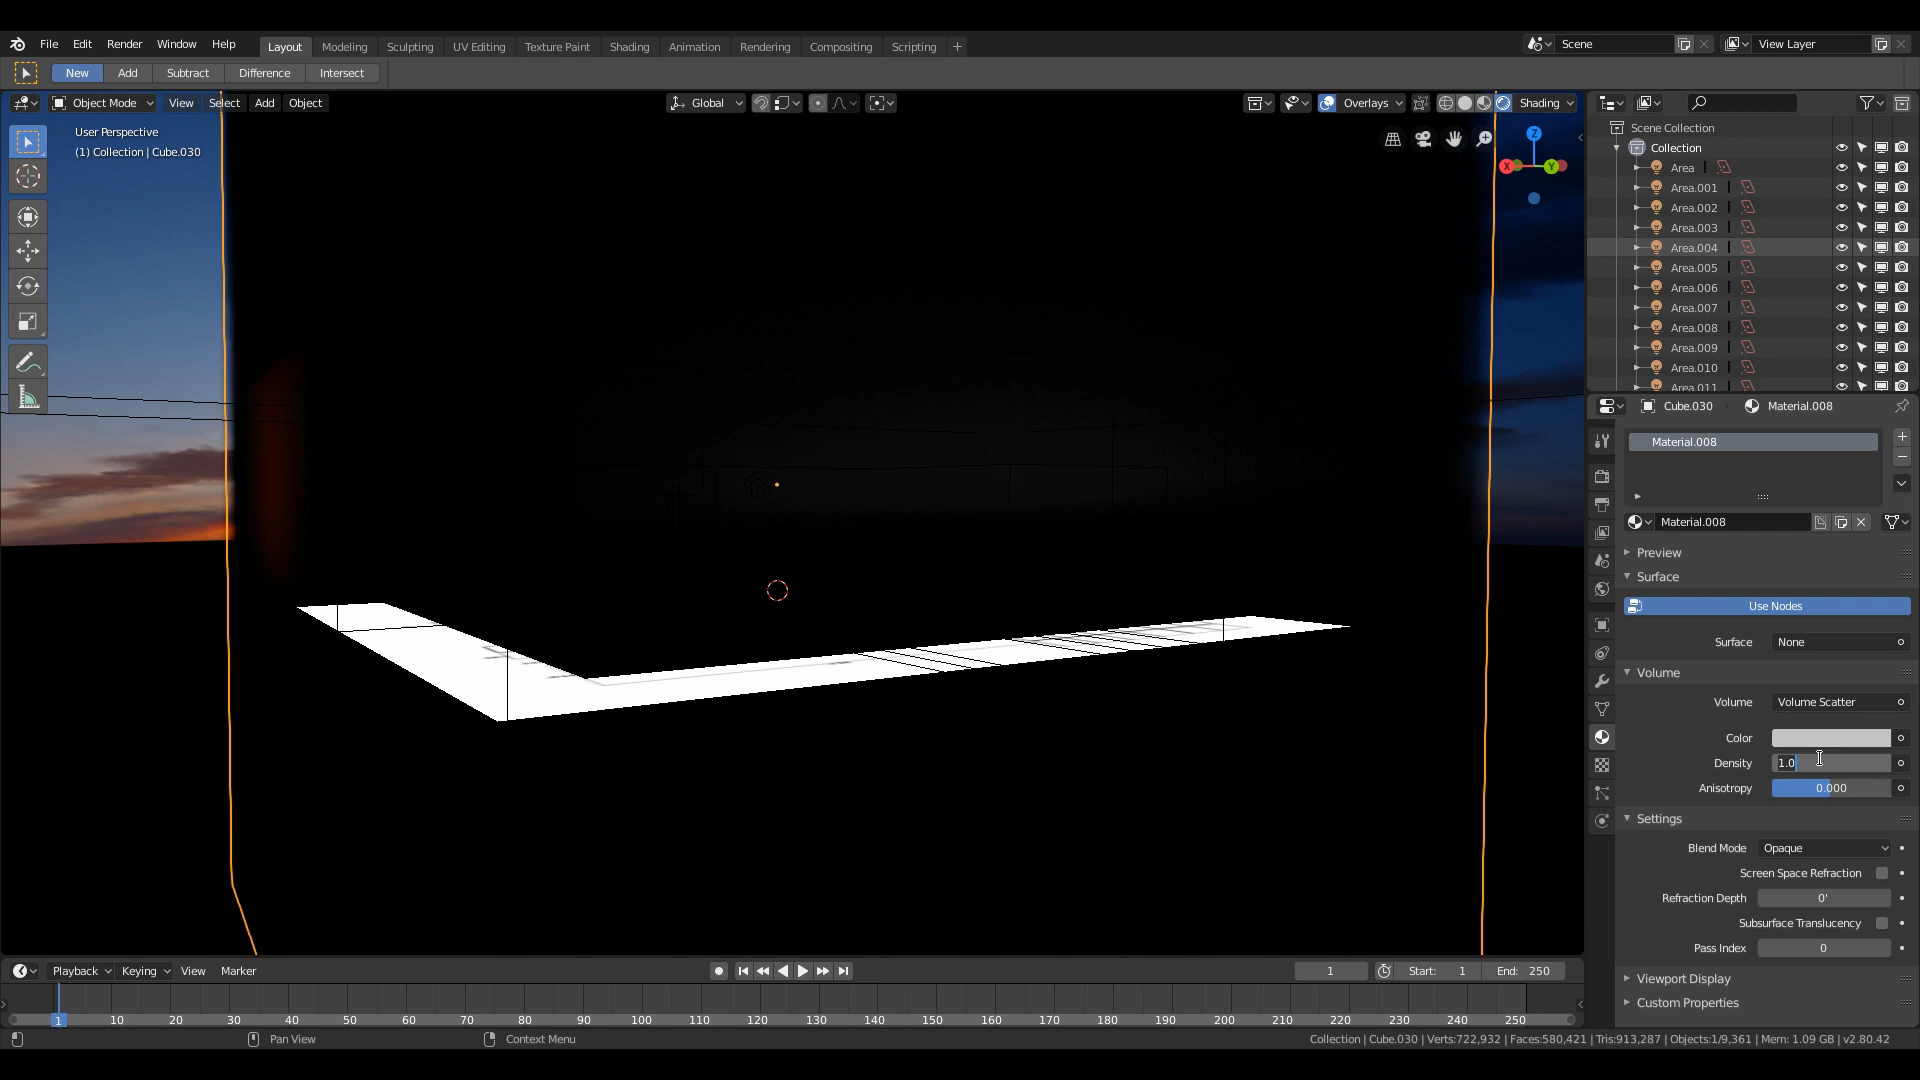 File Edit Render Window Help Layout Modeling Sculpting UV Editing Texture Paint Shading Animation Rendering Compositing Scripting + Scene View Layer
New Add Subtract Difference Intersect
Object Mode View Select Add Object Global Overlays Shading
User Perspective
(1) Collection | Cube.030
Z
X
Y
Scene Collection
Collection
Area
Area.001
Area.002
Area.003
Area.004
Area.005
Area.006
Area.007
Area.008
Area.009
Area.010
Area.011
Cube.030 Material.008
Material.008
Material.008
Preview
Surface
Use Nodes
Surface None
Volume
Volume Volume Scatter
Color
Density 1.0
Anisotropy 0.000
Settings
Blend Mode Opaque
Screen Space Refraction
Refraction Depth 0'
Subsurface Translucency
Pass Index 0
Viewport Display
Custom Properties
Playback Keying View Marker 1 Start: 1 End: 250
1 10 20 30 40 50 60 70 80 90 100 110 120 130 140 150 160 170 180 190 200 210 220 230 240 250
Pan View Context Menu Collection | Cube.030 | Verts:722,932 | Faces:580,421 | Tris:913,287 | Objects:1/9,361 | Mem: 1.09 GB | v2.80.42